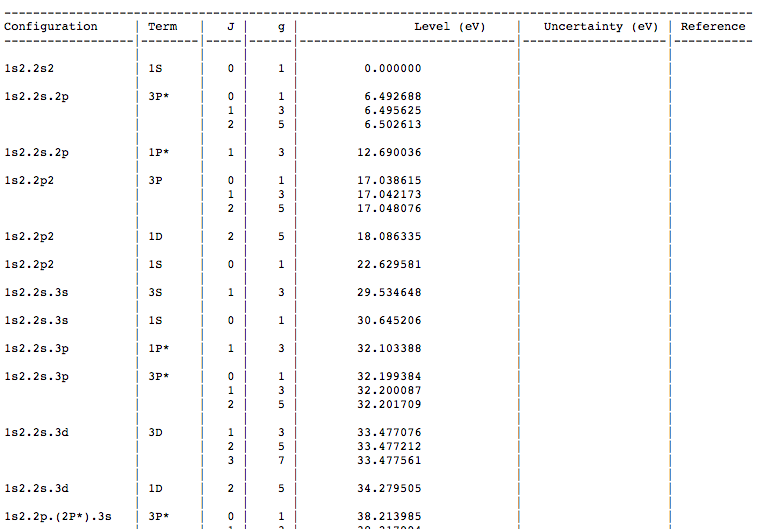 Configuration | Term | J | g | Level (eV) | Uncertainty (eV) | Reference
1s2.2s2 | 1S | 0 | 1 | 0.000000
1s2.2s.2p | 3P* | 0 | 1 | 6.492688
1 | 3 | 6.495625
2 | 5 | 6.502613
1s2.2s.2p | 1P* | 1 | 3 | 12.690036
1s2.2p2 | 3P | 0 | 1 | 17.038615
1 | 3 | 17.042173
2 | 5 | 17.048076
1s2.2p2 | 1D | 2 | 5 | 18.086335
1s2.2p2 | 1S | 0 | 1 | 22.629581
1s2.2s.3s | 3S | 1 | 3 | 29.534648
1s2.2s.3s | 1S | 0 | 1 | 30.645206
1s2.2s.3p | 1P* | 1 | 3 | 32.103388
1s2.2s.3p | 3P* | 0 | 1 | 32.199384
1 | 3 | 32.200087
2 | 5 | 32.201709
1s2.2s.3d | 3D | 1 | 3 | 33.477076
2 | 5 | 33.477212
3 | 7 | 33.477561
1s2.2s.3d | 1D | 2 | 5 | 34.279505
1s2.2p.(2P*).3s | 3P* | 0 | 1 | 38.213985